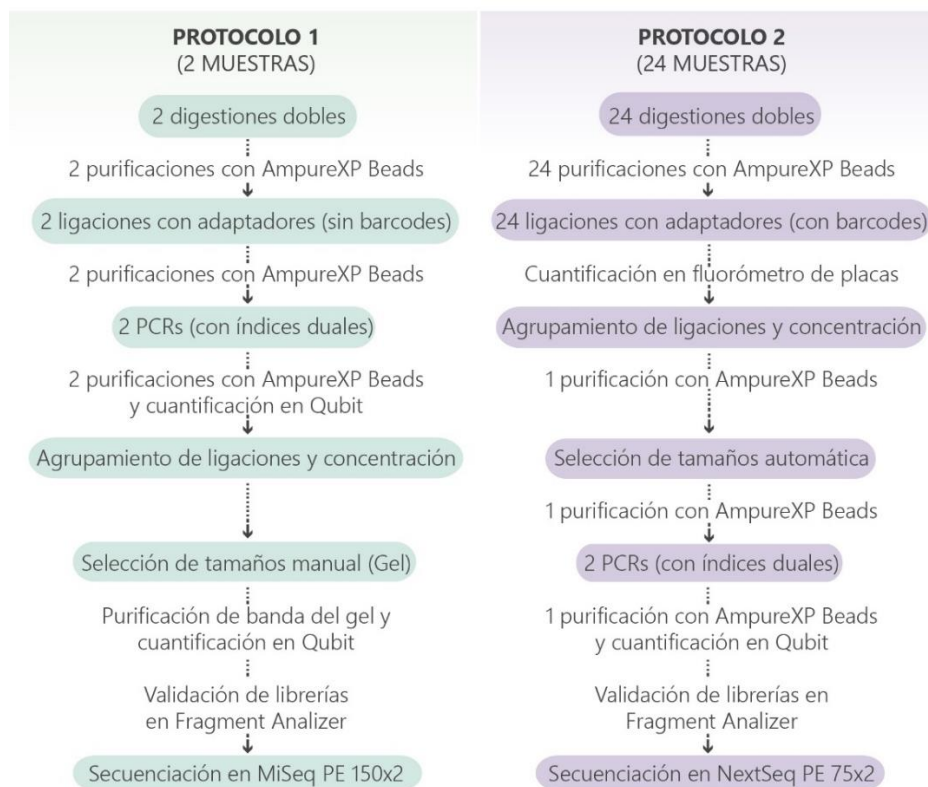 PROTOCOLO 1
(2 MUESTRAS)
2 digestiones dobles
2 purificaciones con AmpureXP Beads
2 ligaciones con adaptadores (sin barcodes)
2 purificaciones con AmpureXP Beads
2 PCRs (con índices duales)
2 purificaciones con AmpureXP Beads
y cuantificación en Qubit
Agrupamiento de ligaciones y concentración
Selección de tamaños manual (Gel)
Purificación de banda del gel y
cuantificación en Qubit
Validación de librerías
en Fragment Analizer
Secuenciación en MiSeq PE 150x2
PROTOCOLO 2
(24 MUESTRAS)
24 digestiones dobles
24 purificaciones con AmpureXP Beads
24 ligaciones con adaptadores (con barcodes)
Cuantificación en fluorómetro de placas
Agrupamiento de ligaciones y concentración
1 purificación con AmpureXP Beads
Selección de tamaños automática
1 purificación con AmpureXP Beads
2 PCRs (con índices duales)
1 purificación con AmpureXP Beads
y cuantificación en Qubit
Validación de librerías en
Fragment Analizer
Secuenciación en NextSeq PE 75x2